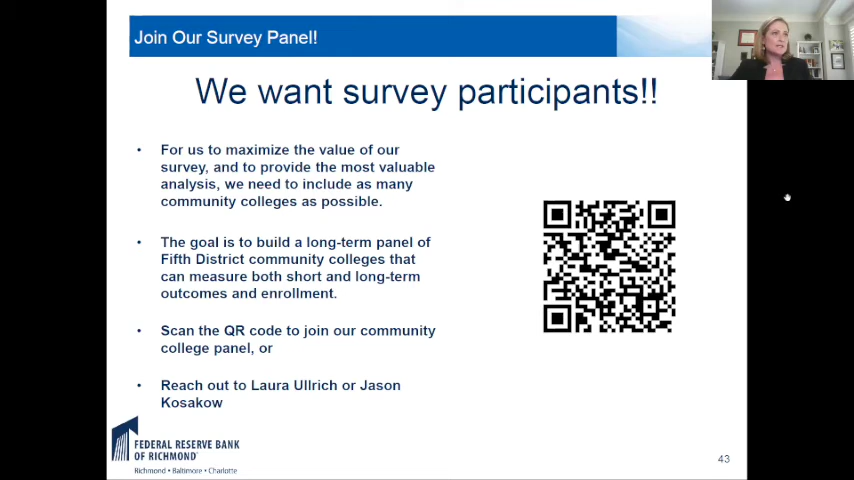 Join Our Survey Panel!
We want survey participants!!
• For us to maximize the value of our
survey, and to provide the most valuable
analysis, we need to include as many
community colleges as possible.
• The goal is to build a long-term panel of
Fifth District community colleges that
can measure both short and long-term
outcomes and enrollment.
• Scan the QR code to join our community
college panel, or
• Reach out to Laura Ullrich or Jason
Kosakow
FEDERAL RESERVE BANK
OF RICHMOND
Richmond • Baltimore • Charlotte
43